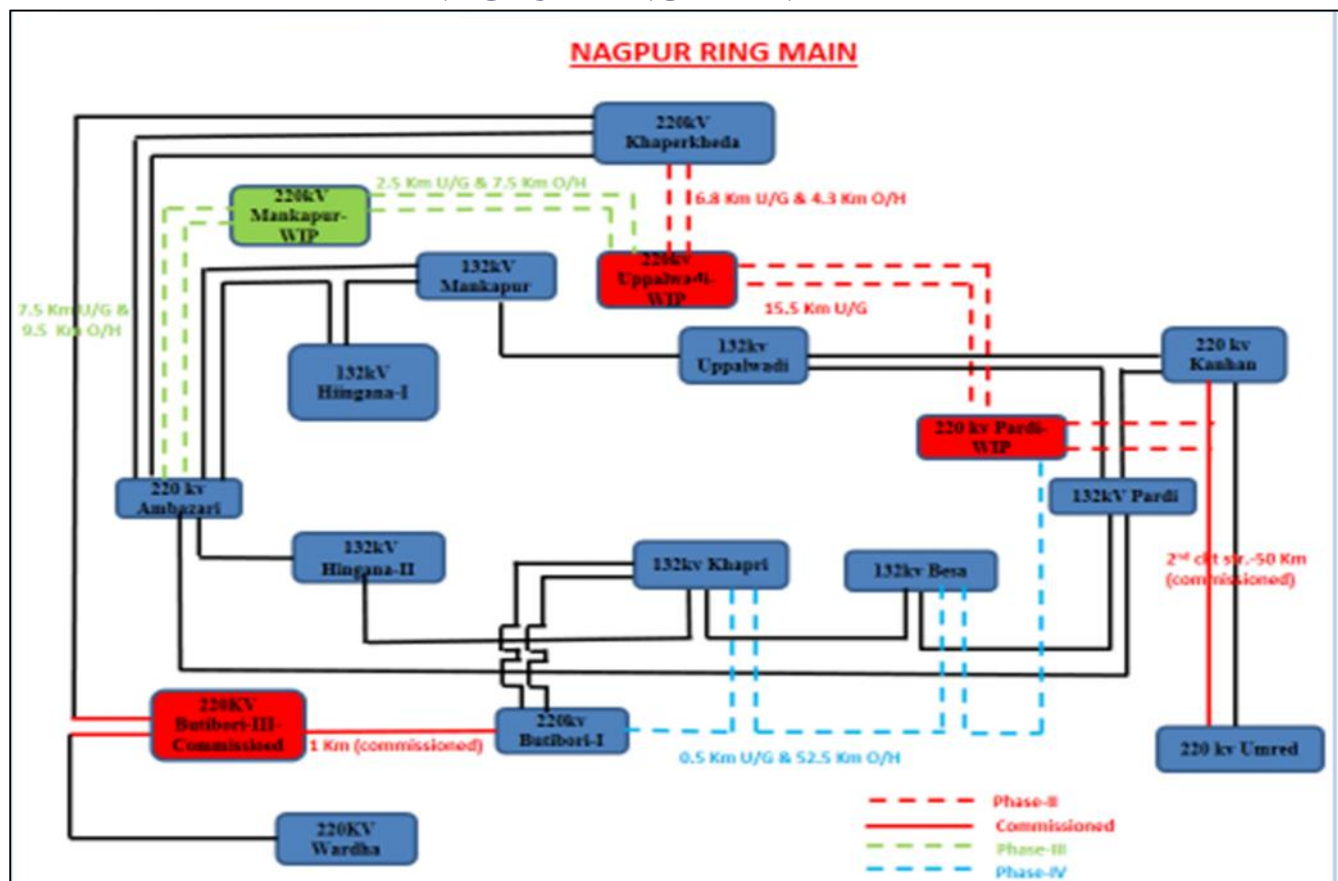 NAGPUR RING MAIN
220kV
Khaperkheda
2.5 Km U/G & 7.5 Km O/H
6.8 Km U/G & 4.3 Km O/H
220kV
Mankapur-
WIP
132kV
Mankapur
220kv
Uppalwadi-
WIP
7.5 Km U/G &
9.5 Km O/H
15.5 Km U/G
132kV
Hiingana-I
132kv
Uppalwadi
220 kv
Kanhan
220 kv Pardi-
WIP
220 kv
Ambazari
132kV Pardi
132kV
Hingana-II
132kv Khapri
132kv Besa
2nd ckt str.-50 Km
(commissioned)
220KV
Butibori-III-
Commissioed
1 Km (commissioned)
220kv
Butibori-I
0.5 Km U/G & 52.5 Km O/H
220 kv Umred
220KV
Wardha
Phase-II
Commissioned
Phase-III
Phase-IV